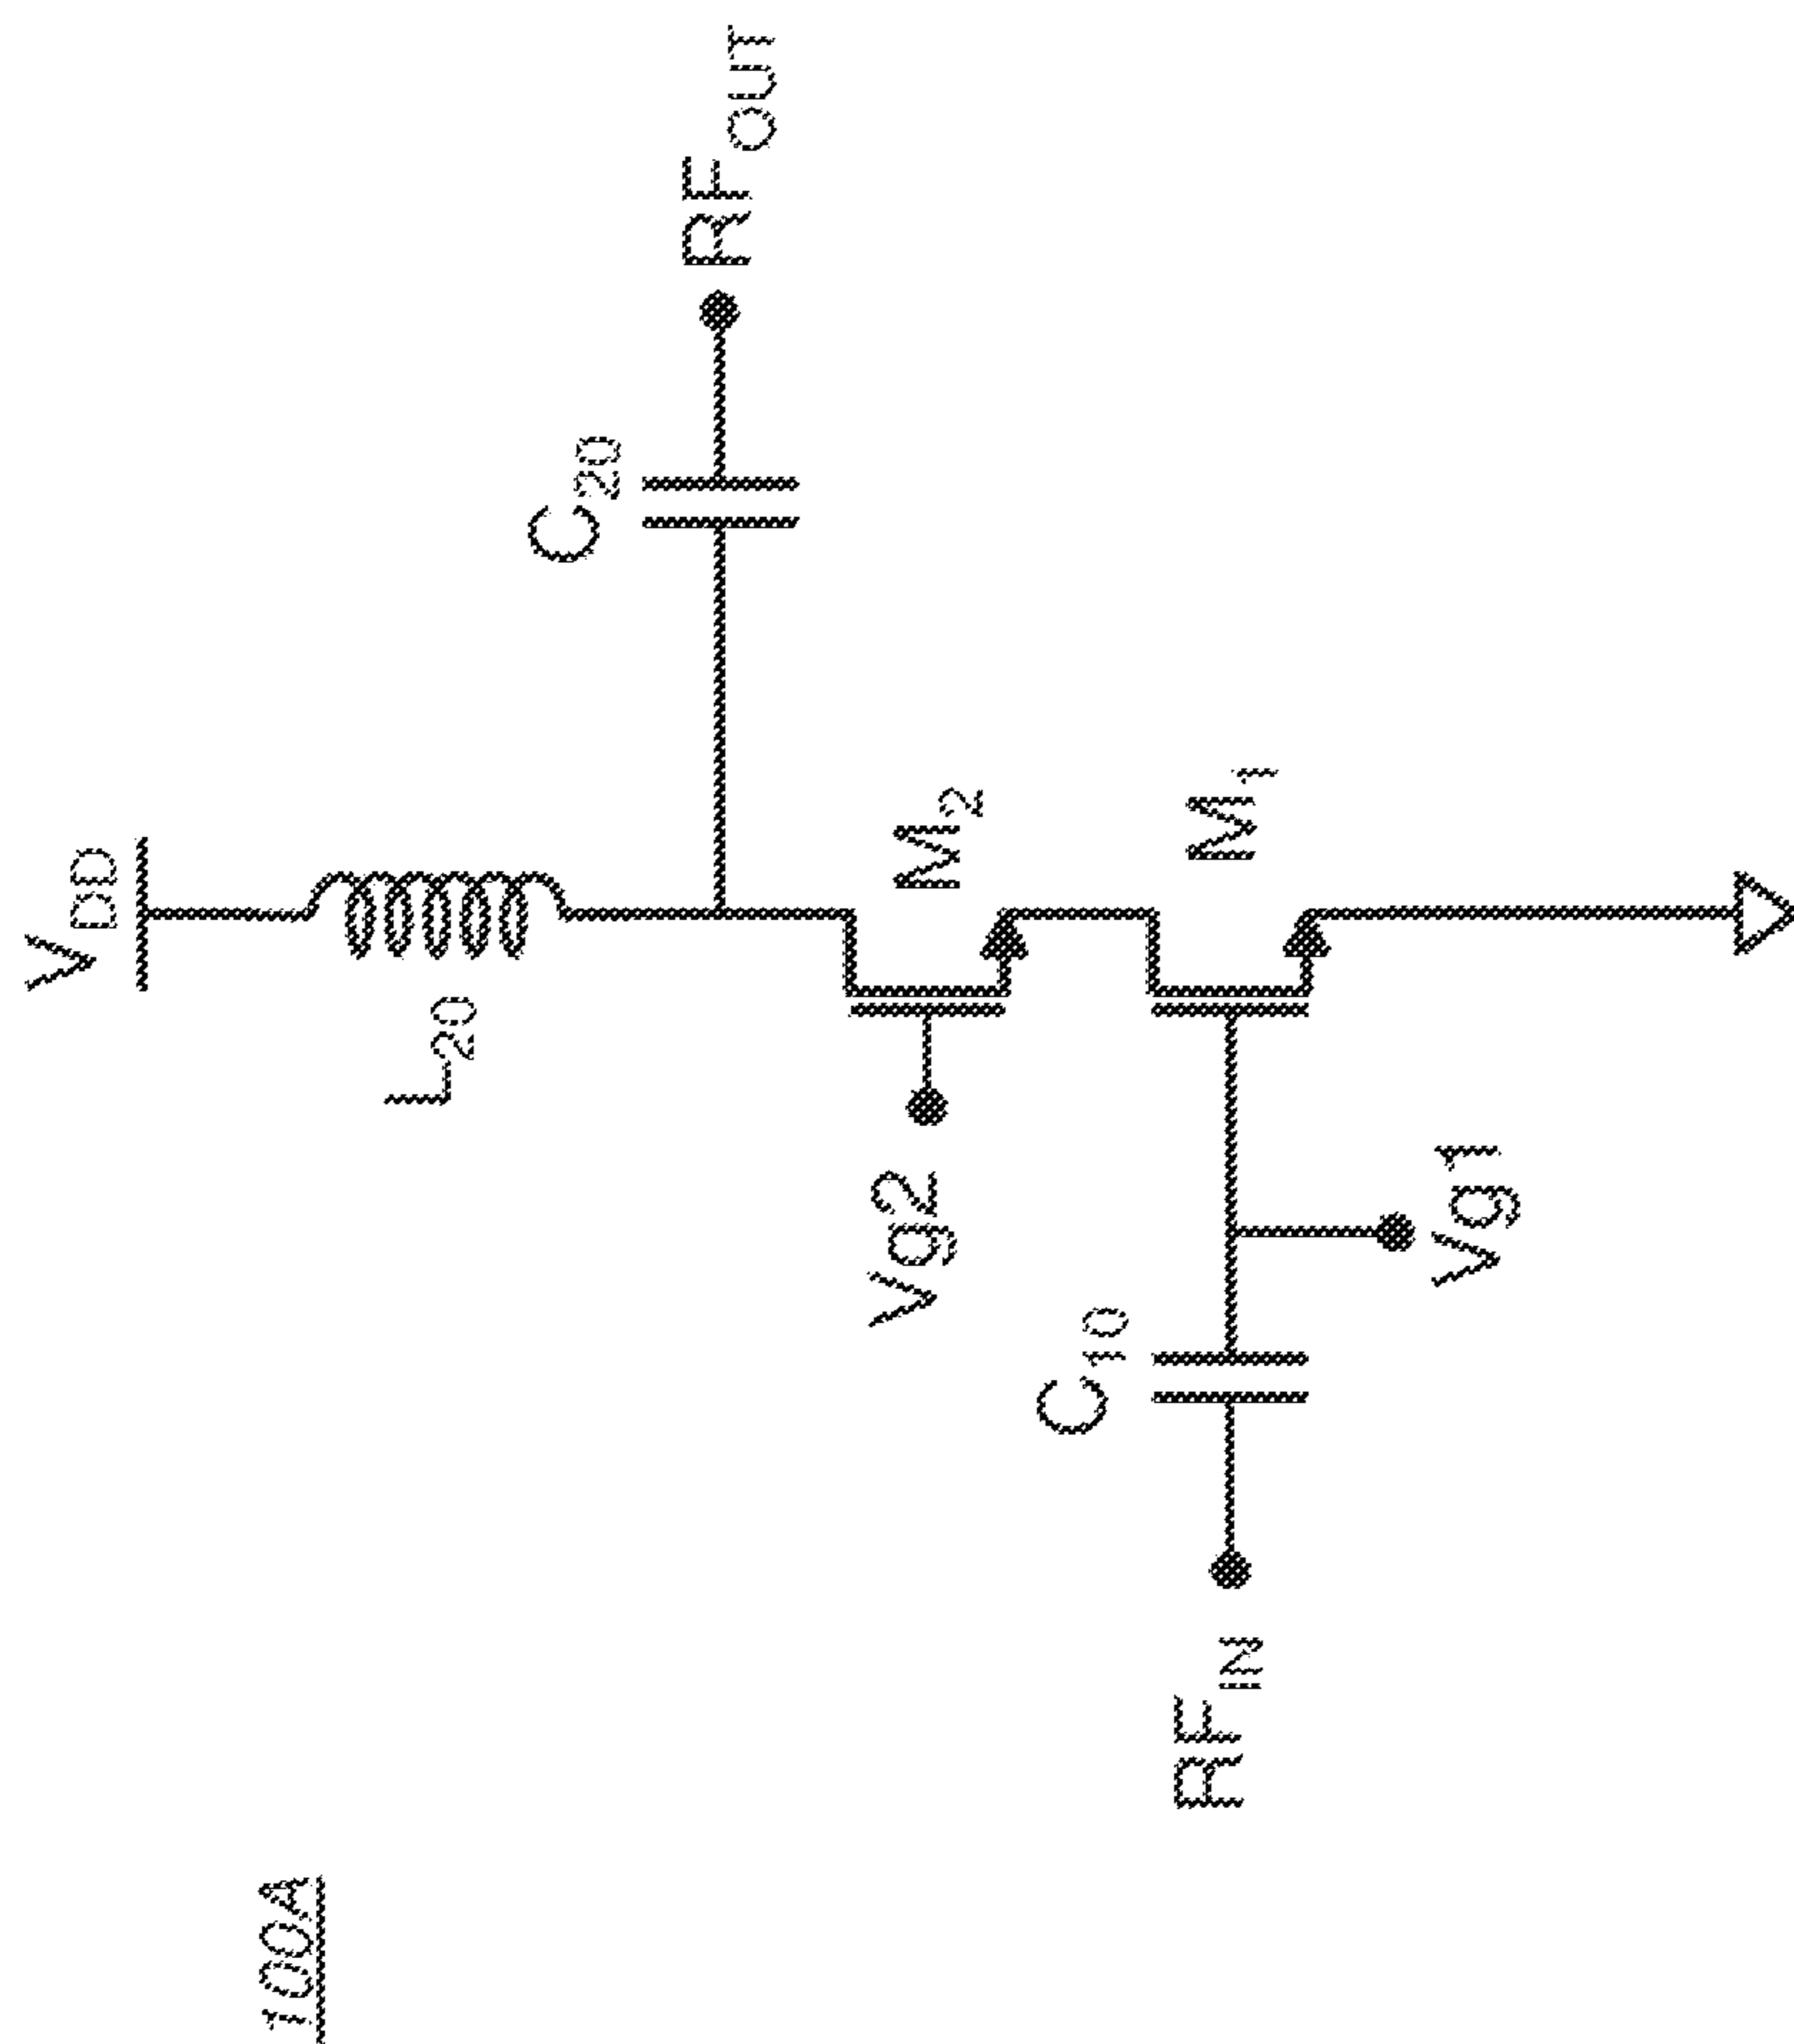 100A
V_DD
L_20
C_20
RF_OUT
M_2
Vg2
M_1
C_10
Vg1
RF_IN